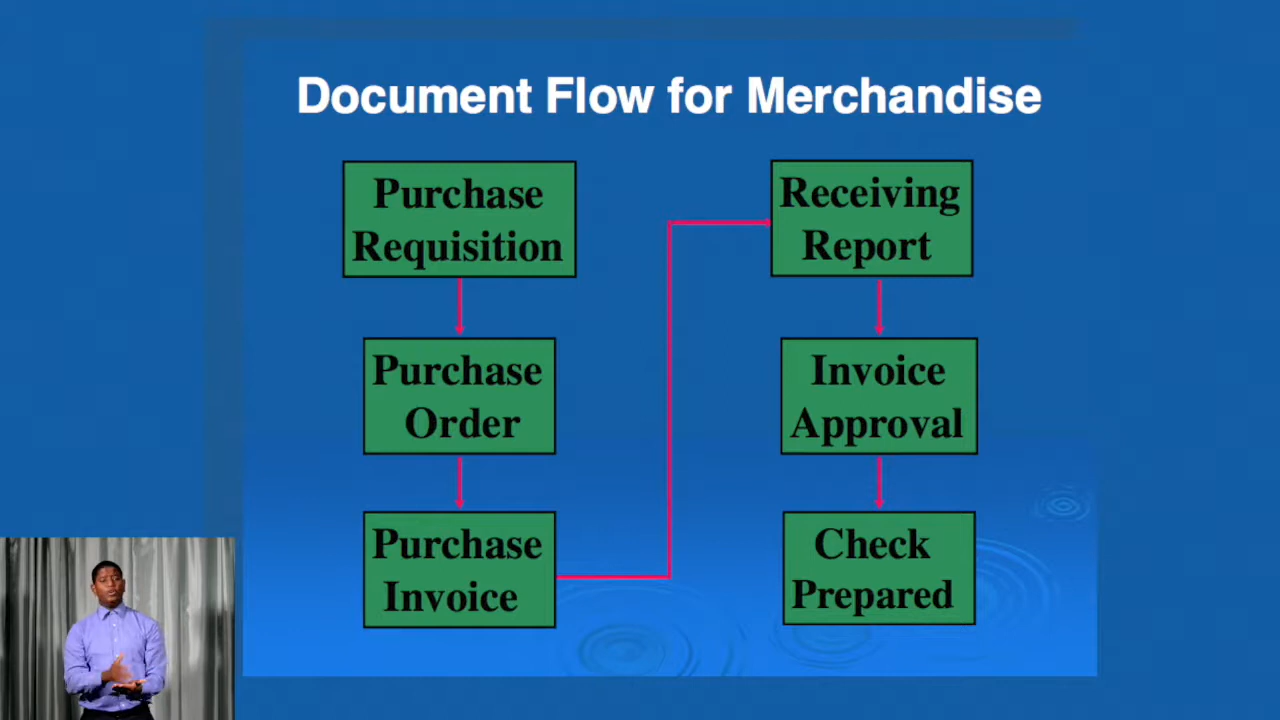 Document Flow for Merchandise
Purchase
Requisition
Purchase
Order
Purchase
Invoice
Receiving
Report
Invoice
Approval
Check
Prepared